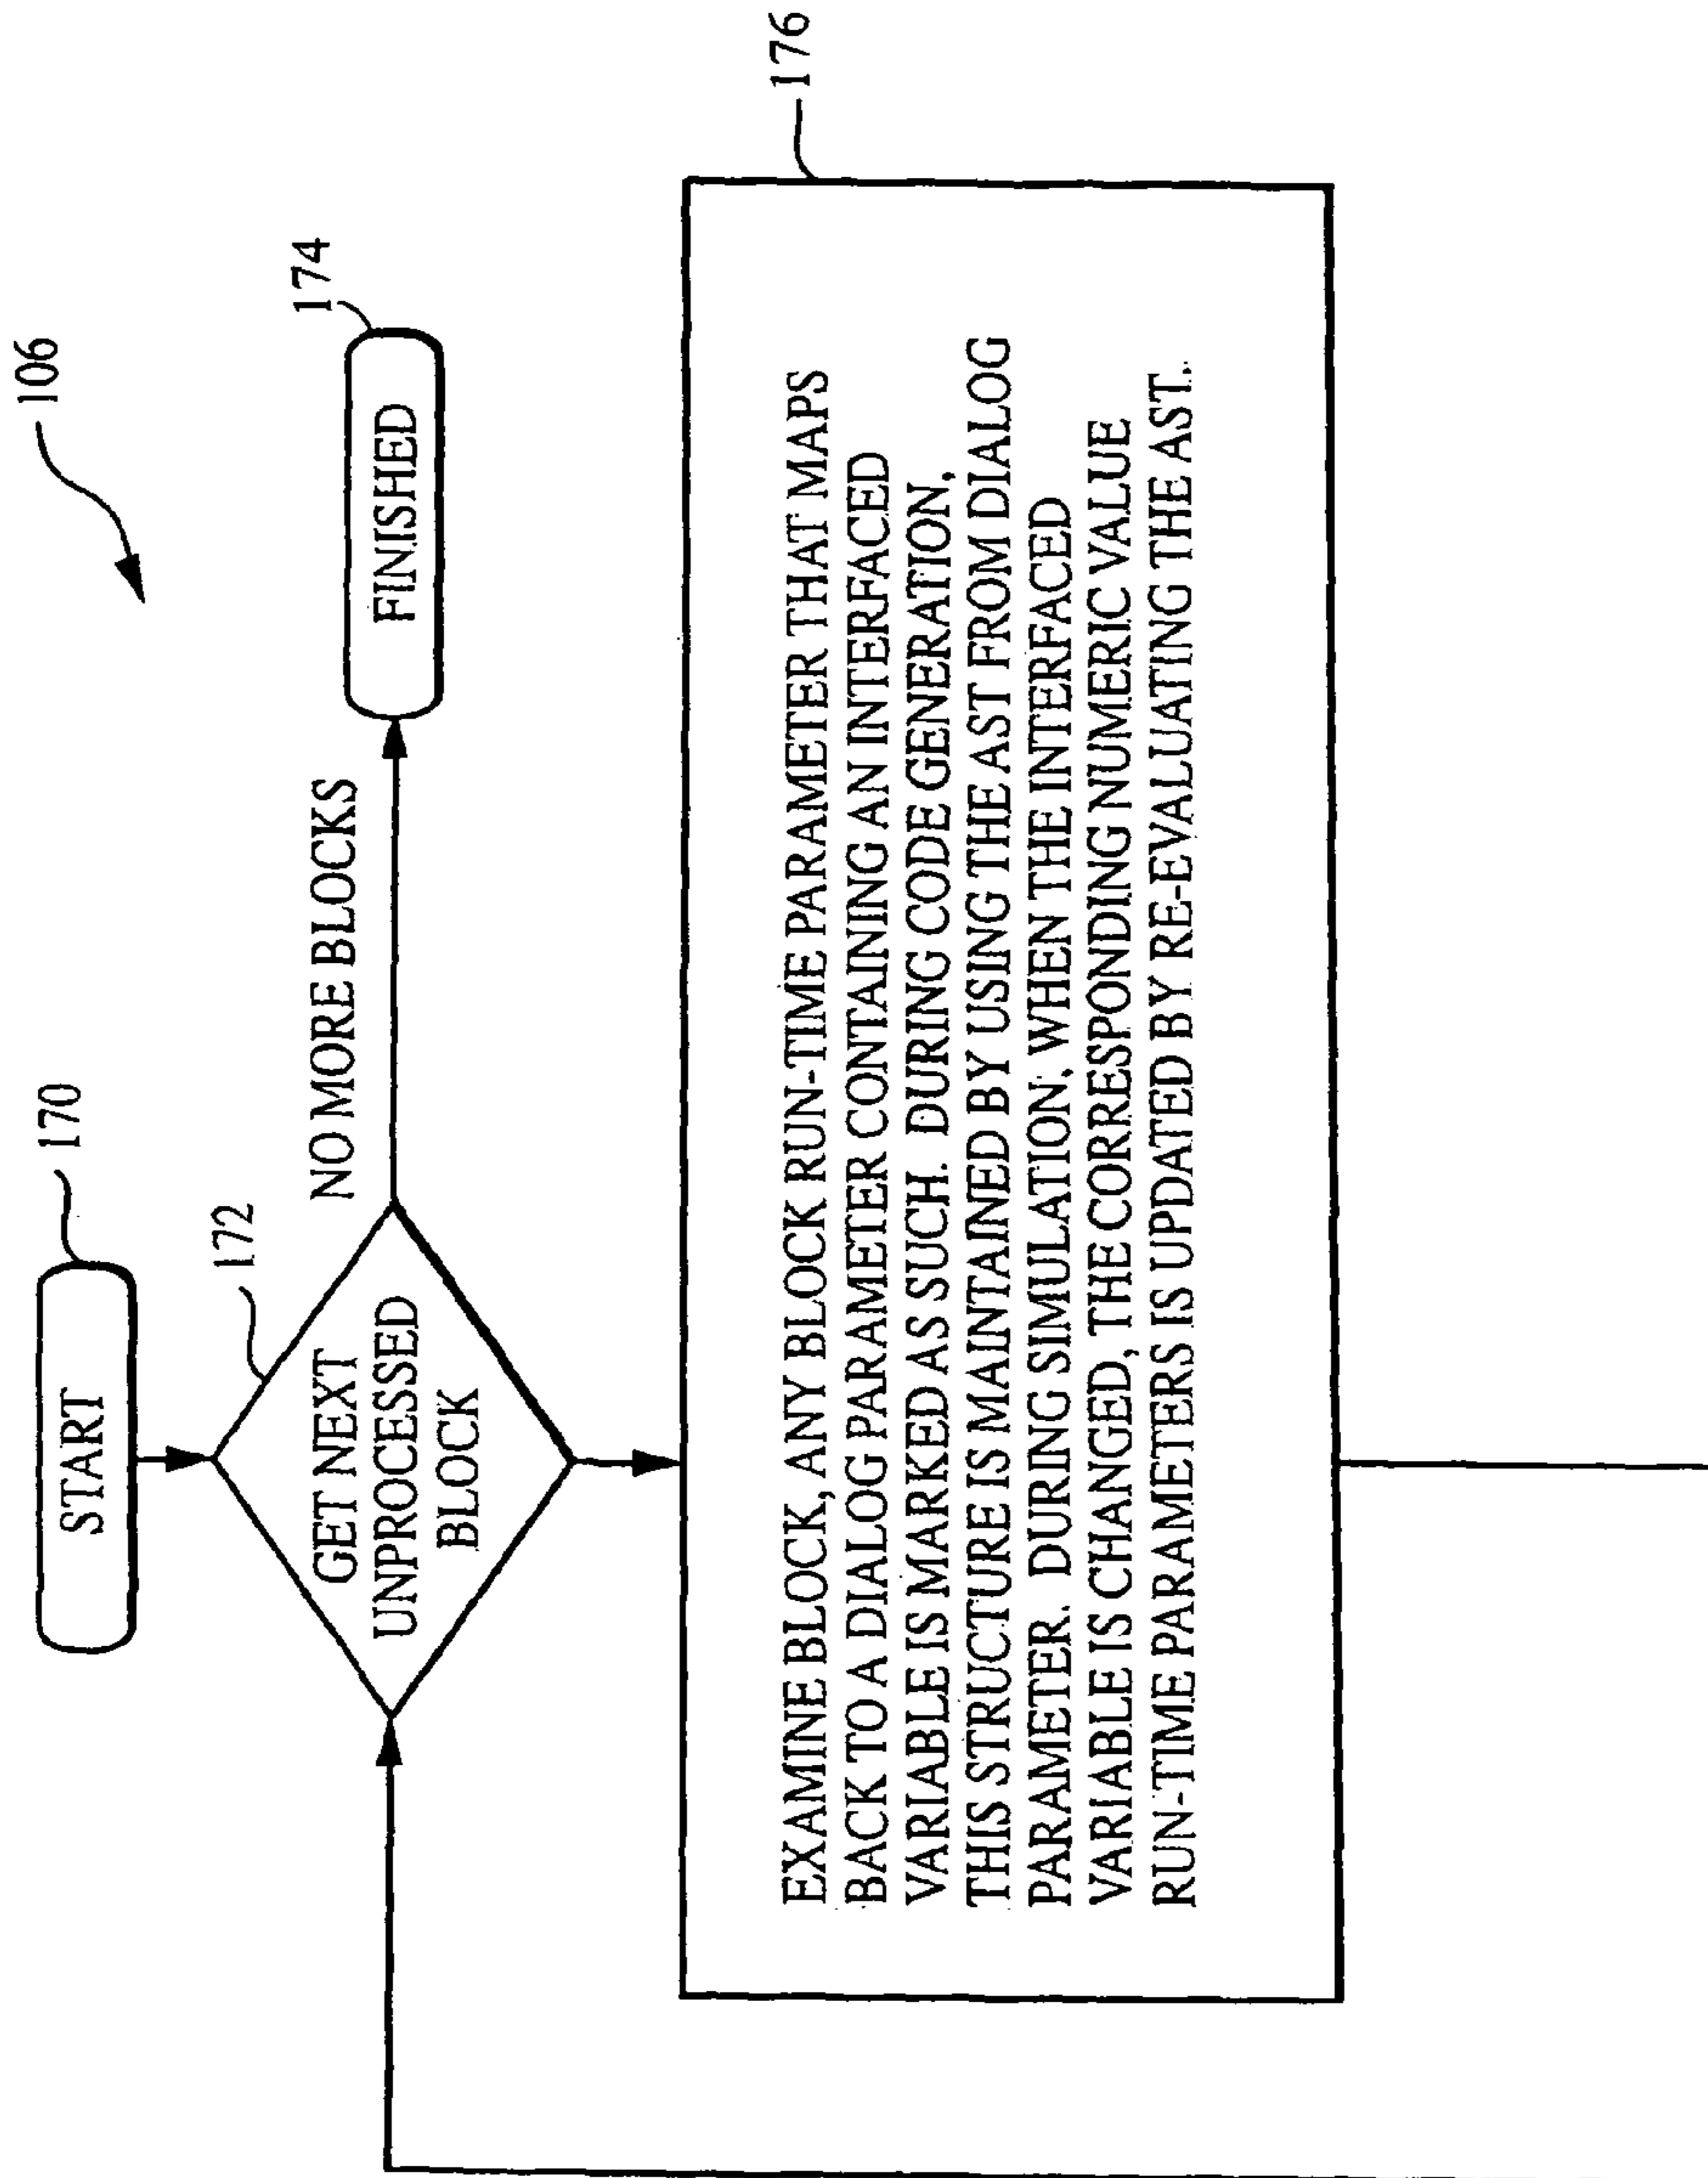 106
START
170
GET NEXT
UNPROCESSED
BLOCK
172
NO MORE BLOCKS
FINISHED
174
176
EXAMINE BLOCK, ANY BLOCK RUN-TIME PARAMETER THAT MAPS
BACK TO A DIALOG PARAMETER CONTAINING AN INTERFACED
VARIABLE IS MARKED AS SUCH. DURING CODE GENERATION,
THIS STRUCTURE IS MAINTAINED BY USING THE AST FROM DIALOG
PARAMETER. DURING SIMULATION, WHEN THE INTERFACED
VARIABLE IS CHANGED, THE CORRESPONDING NUMERIC VALUE
RUN-TIME PARAMETERS IS UPDATED BY RE-EVALUATING THE AST.